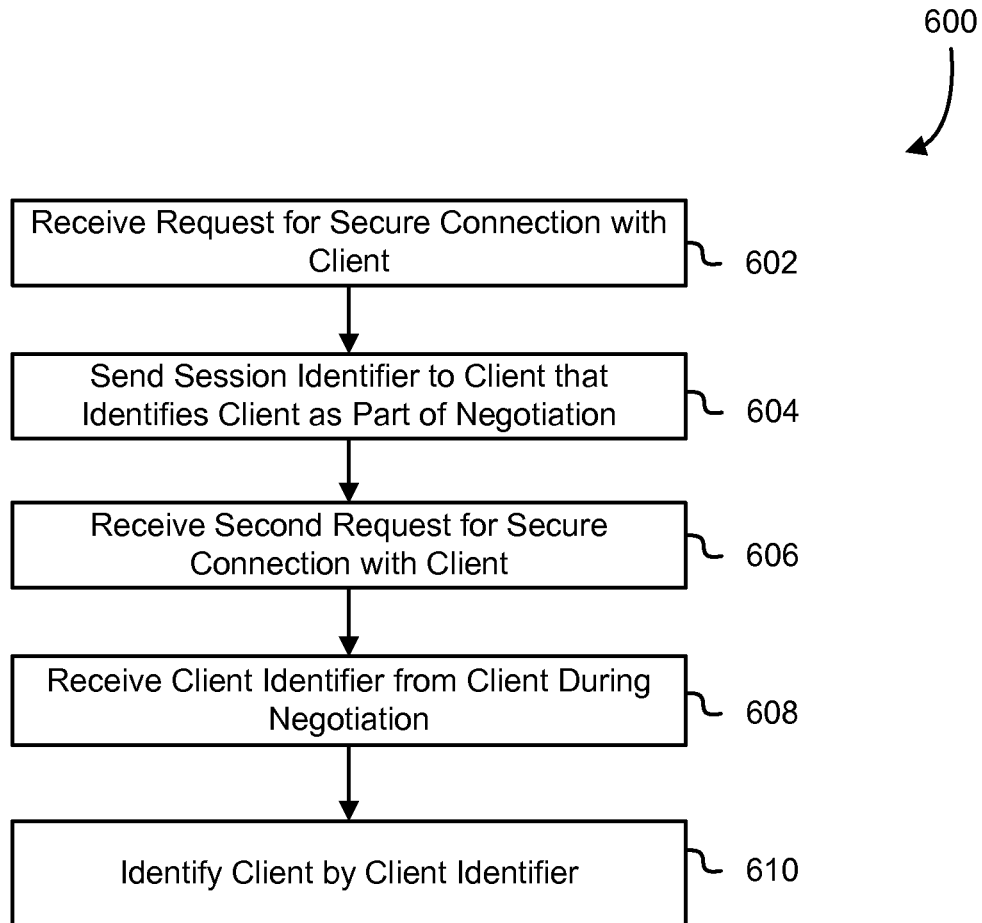 600
Receive Request for Secure Connection with
Client
602
Send Session Identifier to Client that
Identifies Client as Part of Negotiation
604
Receive Second Request for Secure
Connection with Client
606
Receive Client Identifier from Client During
Negotiation
608
Identify Client by Client Identifier
610